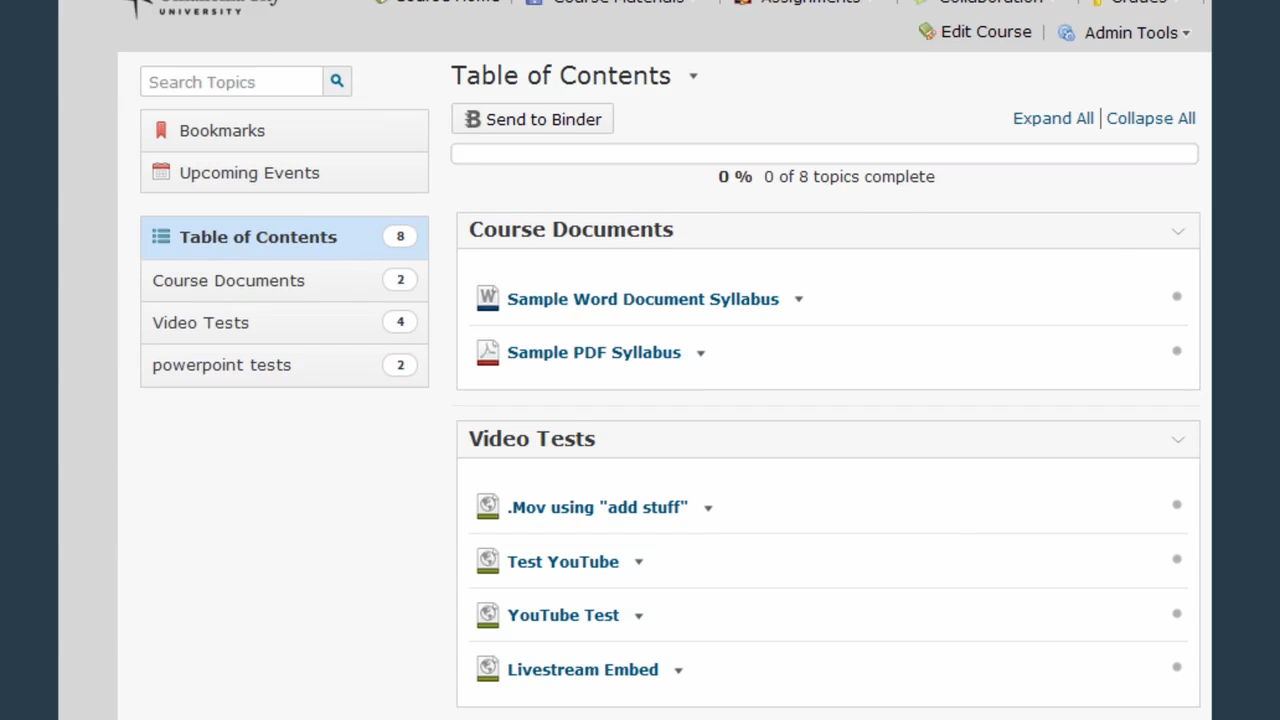 UNIVERSITY
Edit Course
Admin Tools
Search Topics
Bookmarks
Upcoming Events
Table of Contents 8
Course Documents 2
Video Tests 4
powerpoint tests 2
Table of Contents
Send to Binder
Expand All | Collapse All
0 % 0 of 8 topics complete
Course Documents
Sample Word Document Syllabus
Sample PDF Syllabus
Video Tests
.Mov using "add stuff"
Test YouTube
YouTube Test
Livestream Embed